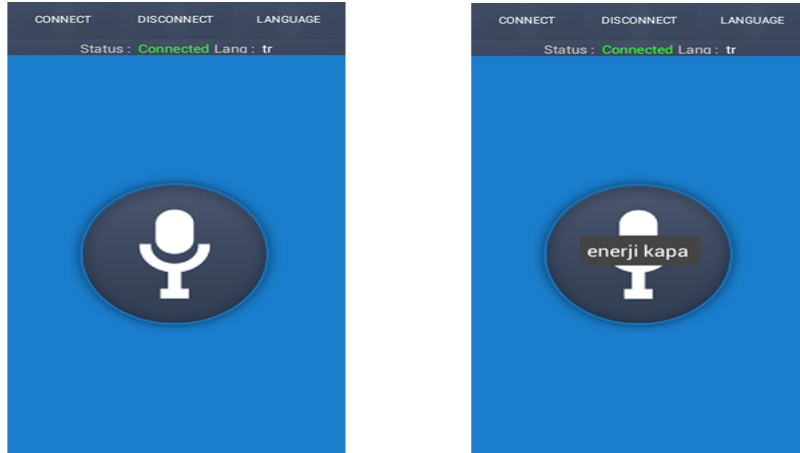 CONNECT DISCONNECT LANGUAGE
Status : Connected Lang : tr
CONNECT DISCONNECT LANGUAGE
Status : Connected Lang : tr
enerji kapa